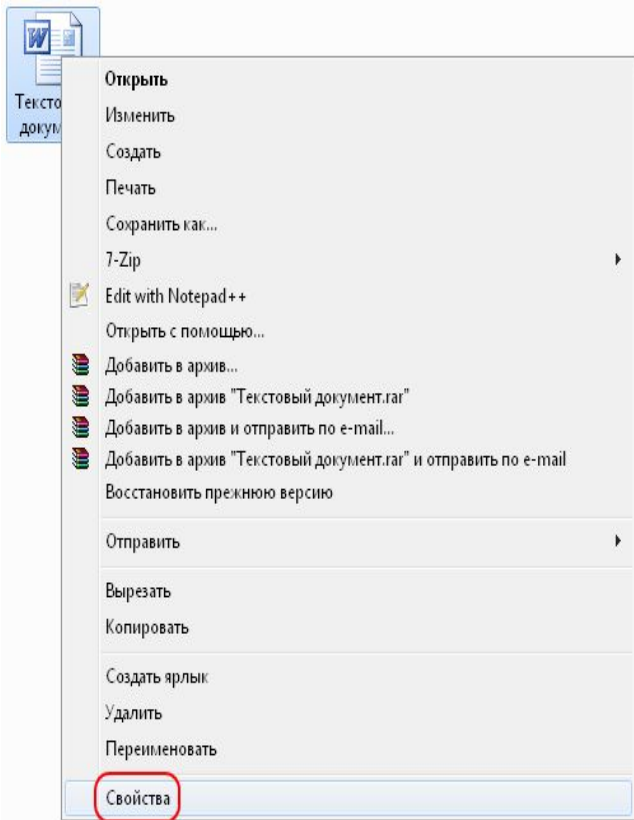 Тексто
докум
Открыть
Изменить
Создать
Печать
Сохранить как...
7-Zip
Edit with Notepad++
Открыть с помощью...
Добавить в архив...
Добавить в архив "Текстовый документ.rar"
Добавить в архив и отправить по e-mail...
Добавить в архив "Текстовый документ.rar" и отправить по e-mail
Восстановить прежнюю версию
Отправить
Вырезать
Копировать
Создать ярлык
Удалить
Переименовать
Свойства